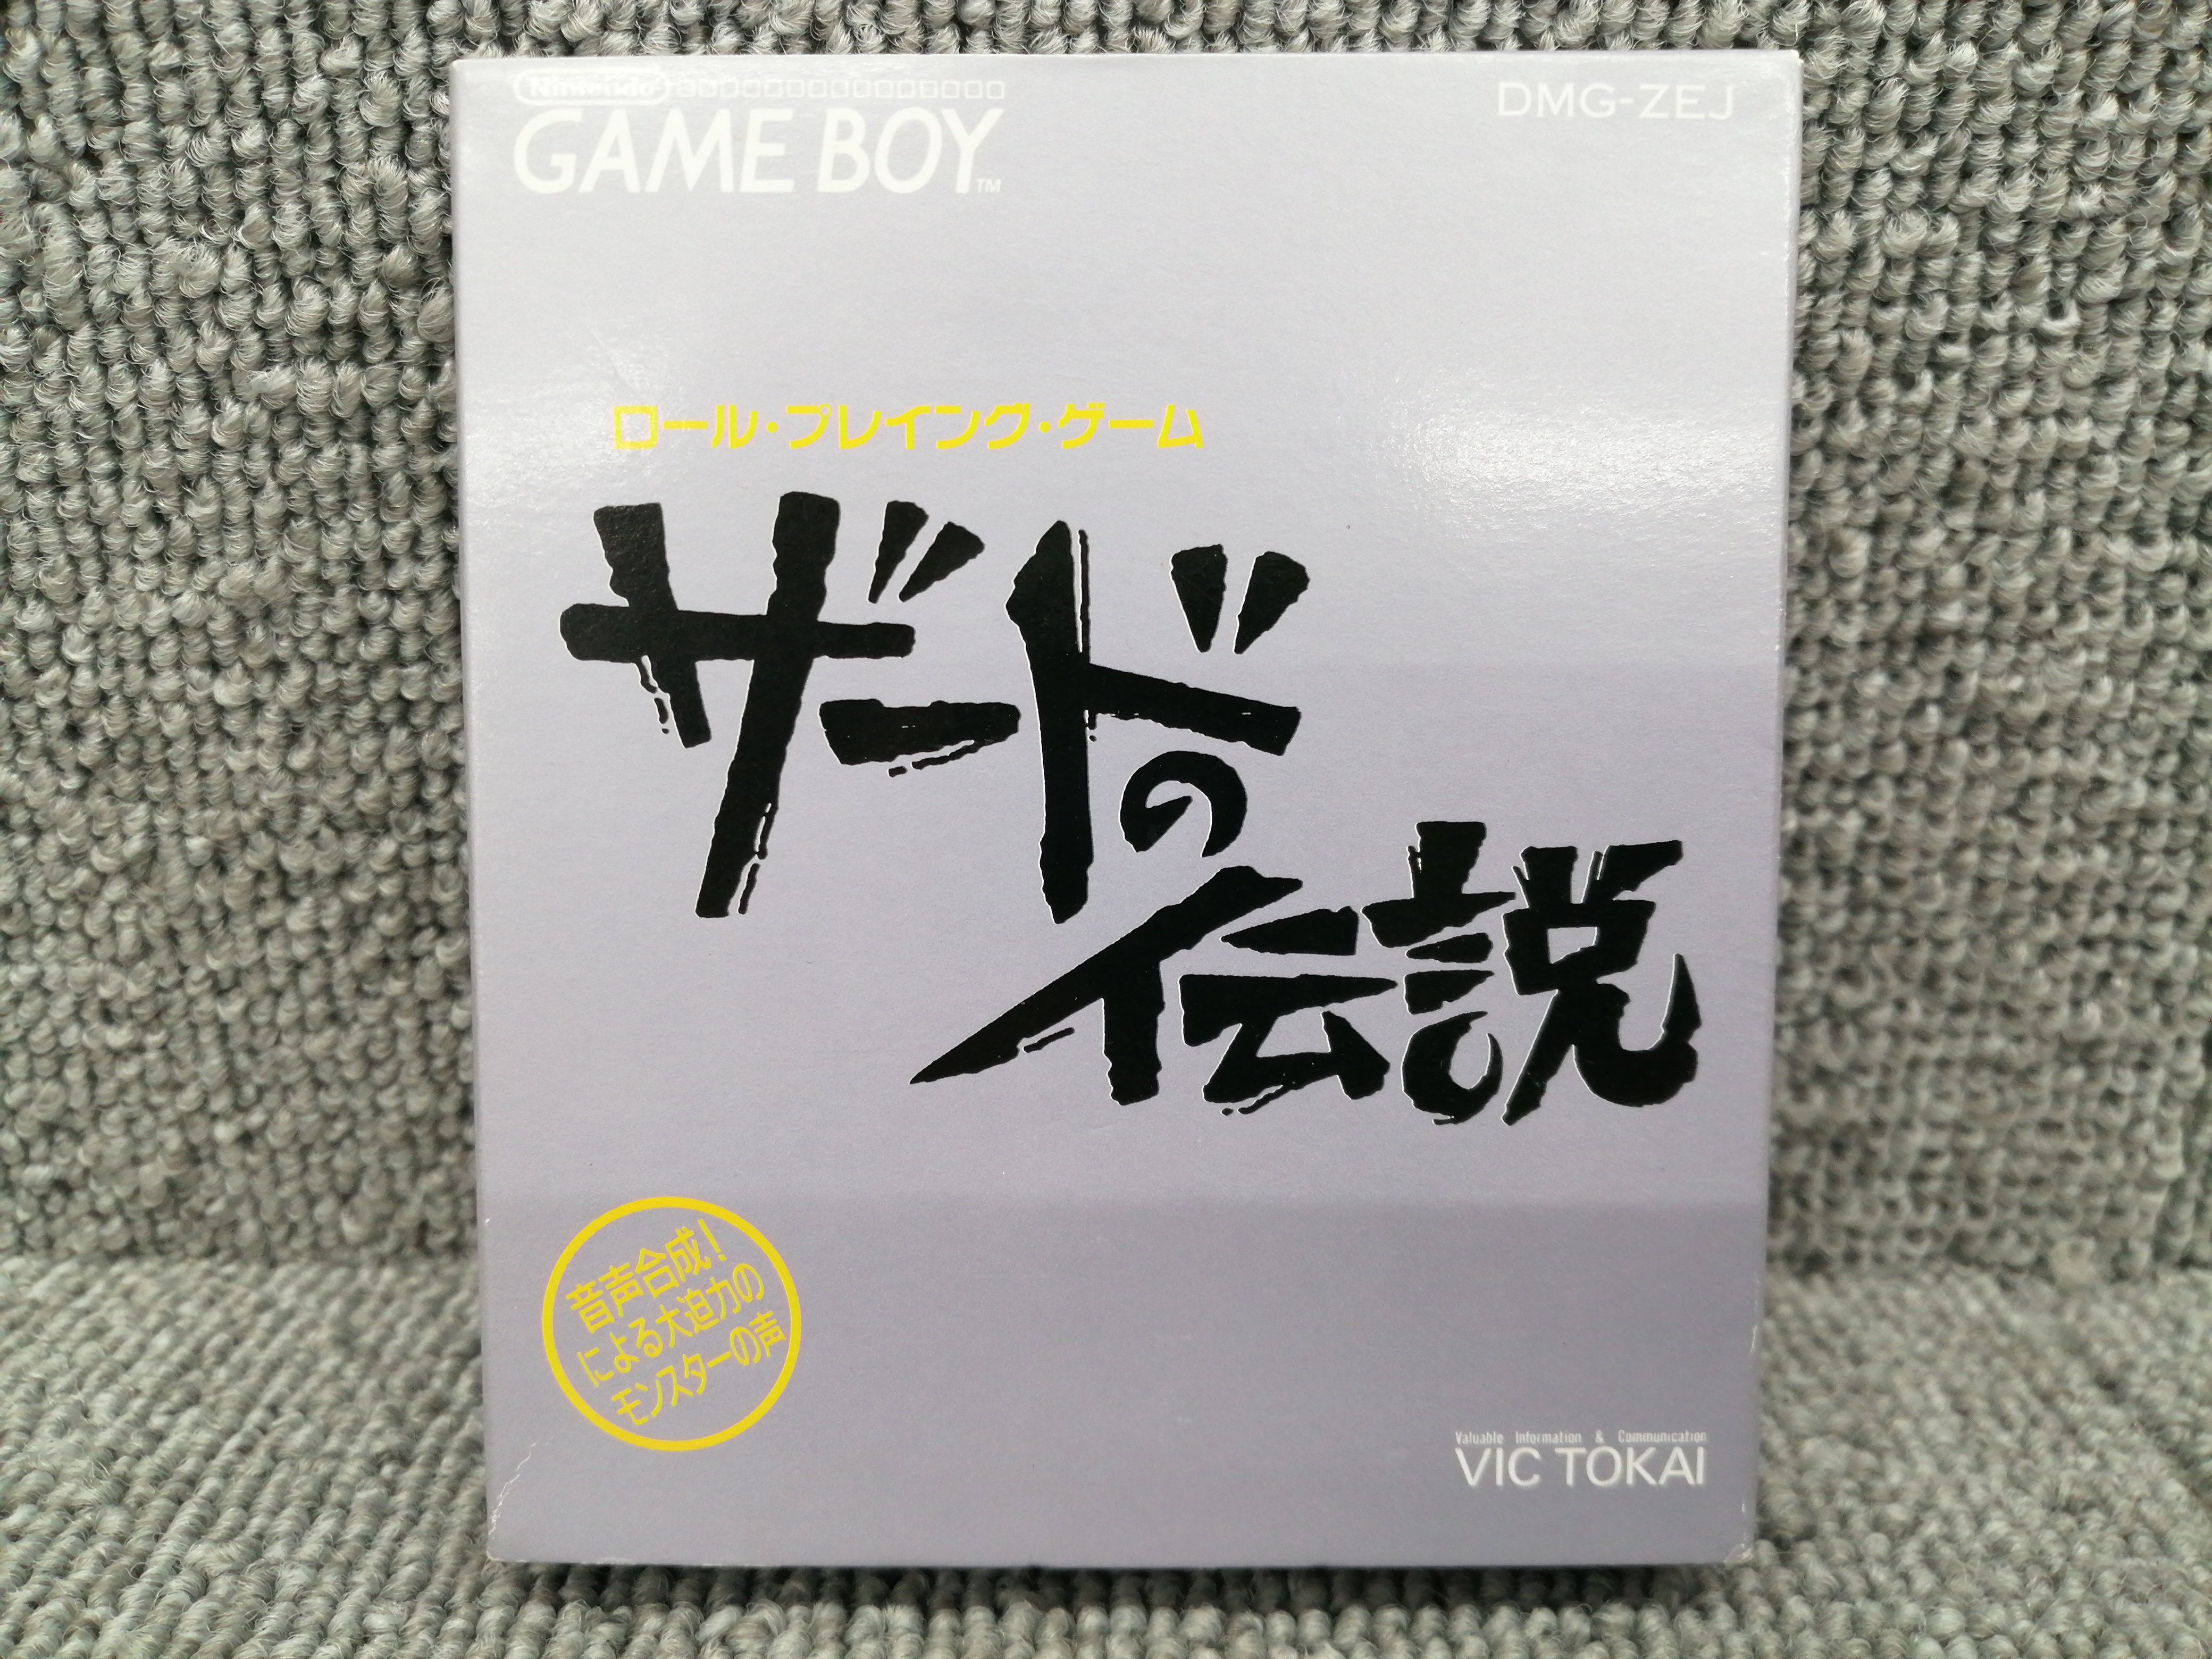 Nintendo
GAME BOY™
DMG-ZEJ
ロール・プレイング・ゲーム
ザードの
伝説
音声合成!
による大迫力の
モンスターの声
Valuable Information & Communication
VIC TOKAI